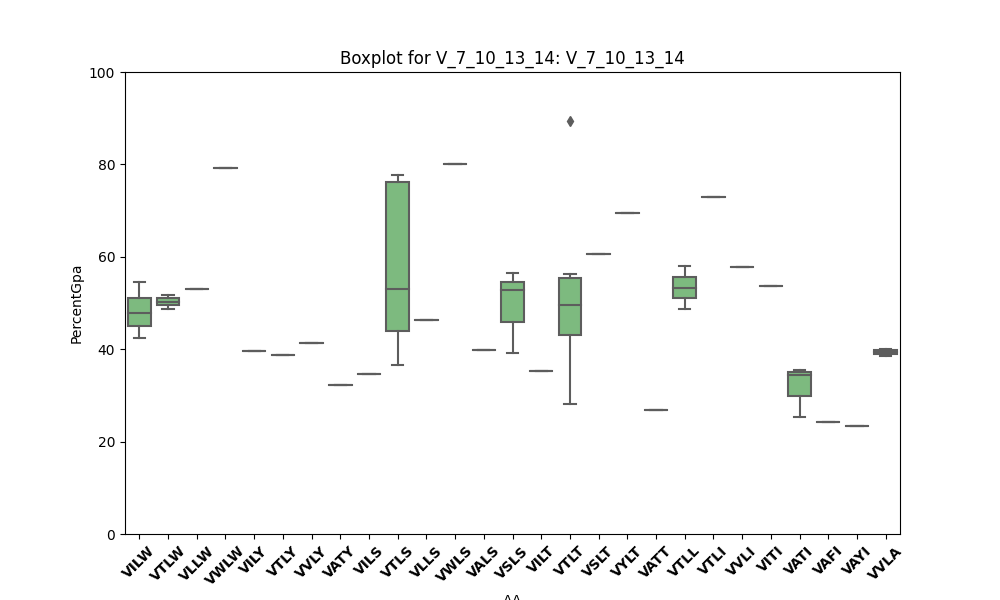 Boxplot for V_7_10_13_14: V_7_10_13_14
100
80
60
40
20
0
PercentGpa
VILW VTLW VLLW VWLW VILY VTLY VVLY VATY VILS VTLS VLLS VWLS VALS VSLS VILT VTLT VSLT VYLT VATT VTLL VTLI VVLI VITI VATI VAFI VAYI VVLA
AA